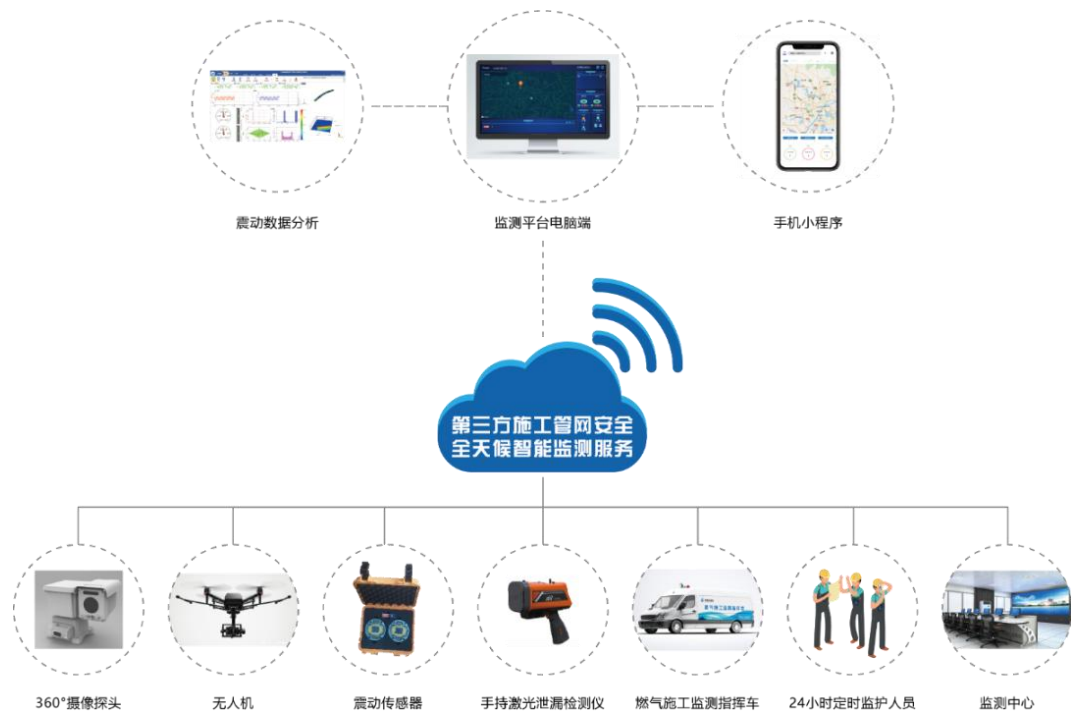 震动数据分析
监测平台电脑端
手机小程序
第三方施工管网安全
全天候智能监测服务
360°摄像探头
无人机
震动传感器
手持激光泄漏检测仪
燃气施工监测指挥车
24小时定时监护人员
监测中心